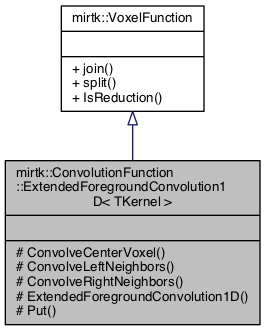 mirtk::VoxelFunction
+ join()
+ split()
+ IsReduction()
mirtk::ConvolutionFunction
::ExtendedForegroundConvolution1
D< TKernel >
# ConvolveCenterVoxel()
# ConvolveLeftNeighbors()
# ConvolveRightNeighbors()
# ExtendedForegroundConvolution1D()
# Put()